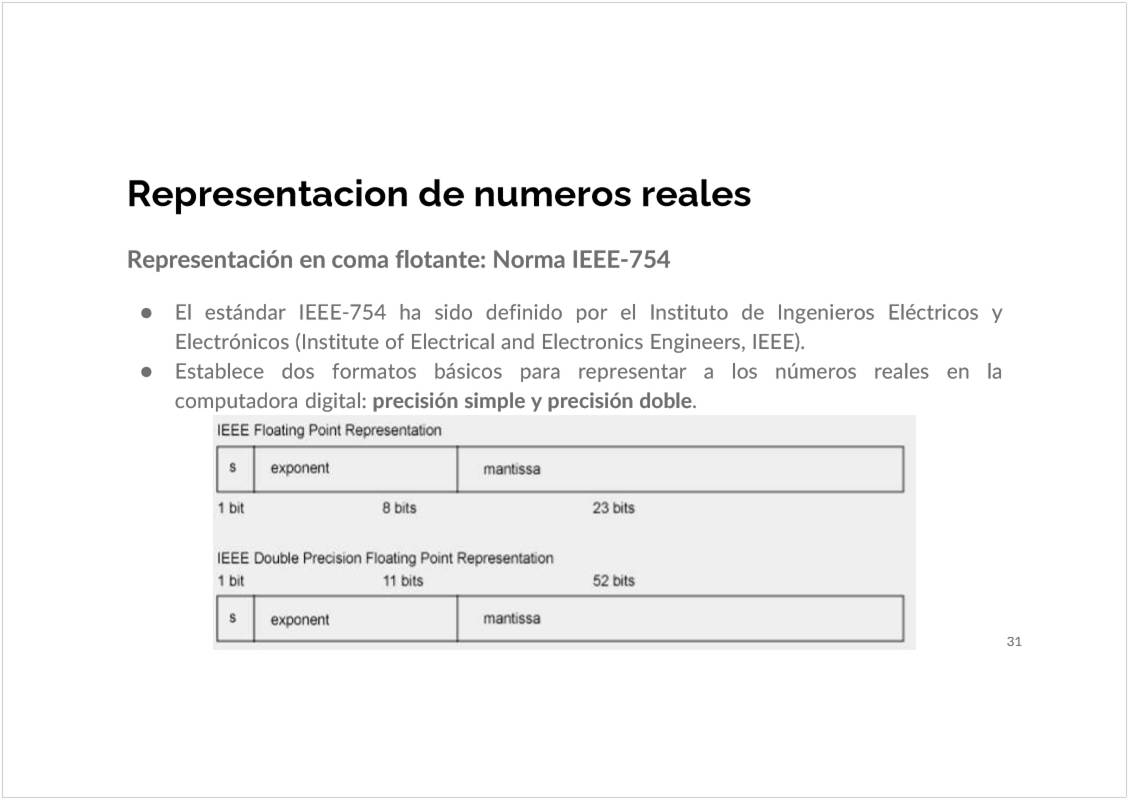 Representacion de numeros reales
Representación en coma flotante: Norma IEEE-754
● El estándar IEEE-754 ha sido definido por el Instituto de Ingenieros Eléctricos y
Electrónicos (Institute of Electrical and Electronics Engineers, IEEE).
● Establece dos formatos básicos para representar a los números reales en la
computadora digital: precisión simple y precisión doble.
IEEE Floating Point Representation
s exponent mantissa
1 bit 8 bits 23 bits
IEEE Double Precision Floating Point Representation
1 bit 11 bits 52 bits
s exponent mantissa
31